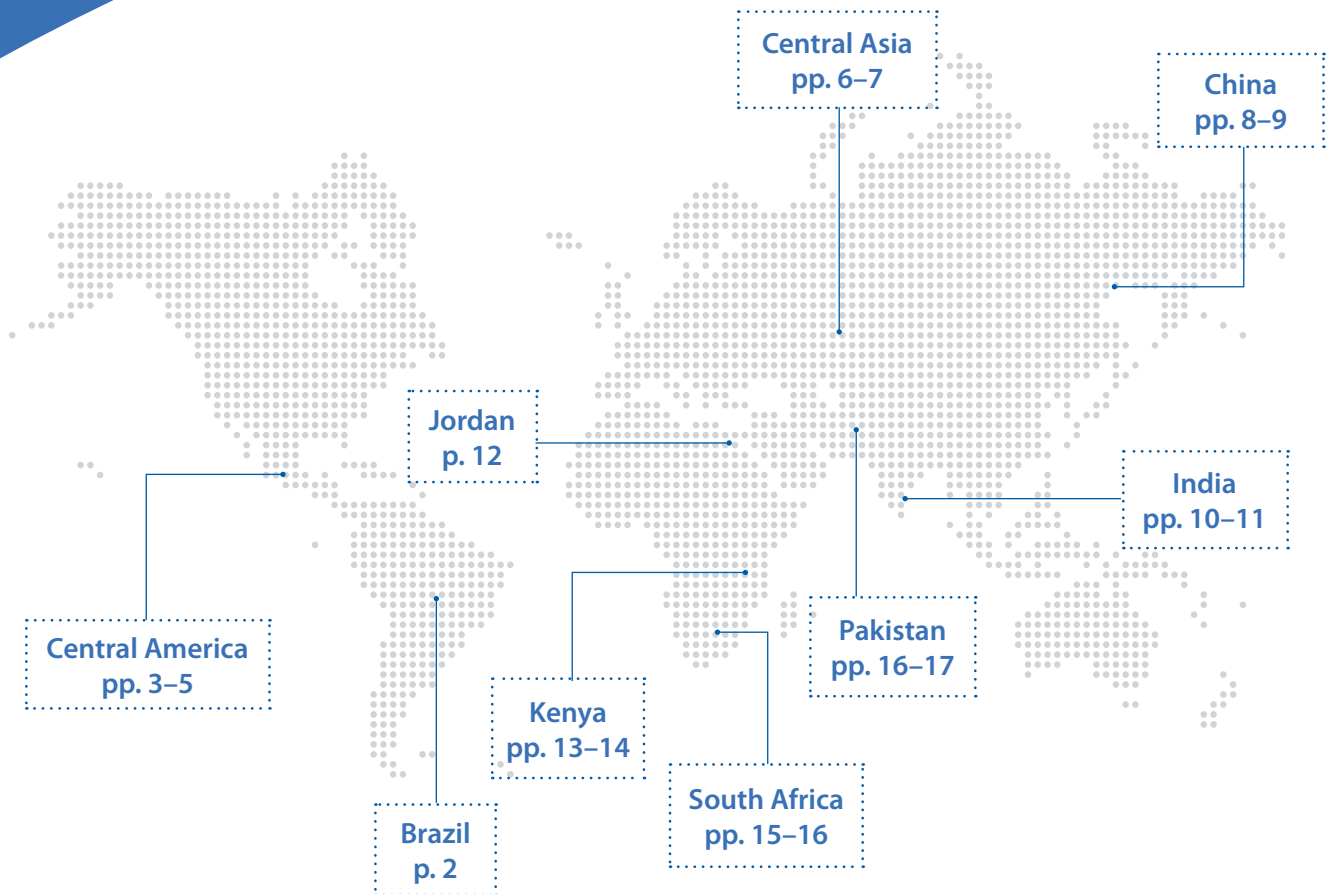 Central Asia
pp. 6–7
China
pp. 8–9
Jordan
p. 12
India
pp. 10–11
Central America
pp. 3–5
Pakistan
pp. 16–17
Kenya
pp. 13–14
South Africa
pp. 15–16
Brazil
p. 2